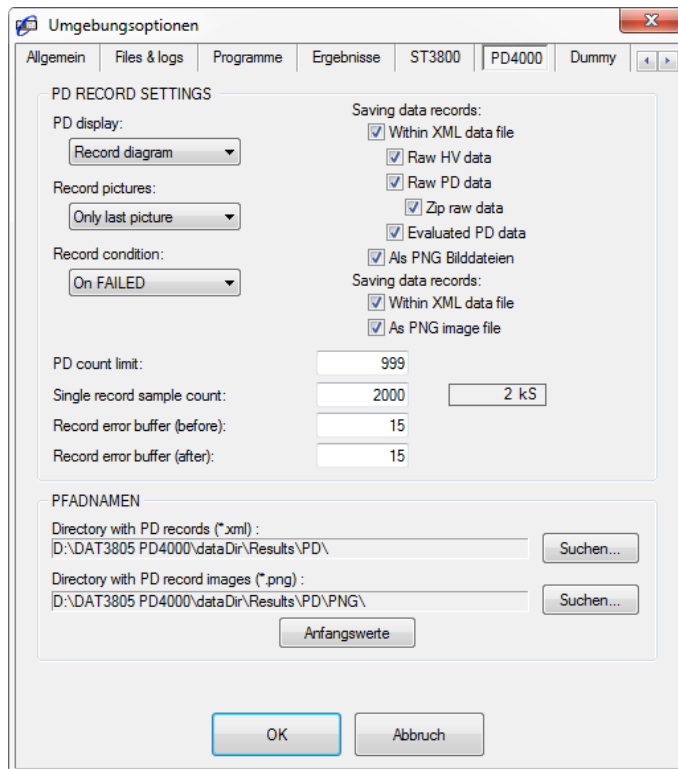 Umgebungsoptionen
Allgemein Files & logs Programme Ergebnisse ST3800 PD4000 Dummy
PD RECORD SETTINGS
PD display:
Record diagram
Record pictures:
Only last picture
Record condition:
On FAILED
Saving data records:
Within XML data file
Raw HV data
Raw PD data
Zip raw data
Evaluated PD data
Als PNG Bilddateien
Saving data records:
Within XML data file
As PNG image file
PD count limit: 999
Single record sample count: 2000 2 kS
Record error buffer (before): 15
Record error buffer (after): 15
PFADNAMEN
Directory with PD records (*.xml) :
D:\DAT3805 PD4000\dataDir\Results\PD\ Suchen...
Directory with PD record images (*.png) :
D:\DAT3805 PD4000\dataDir\Results\PD\PNG\ Suchen...
Anfangswerte
OK Abbruch